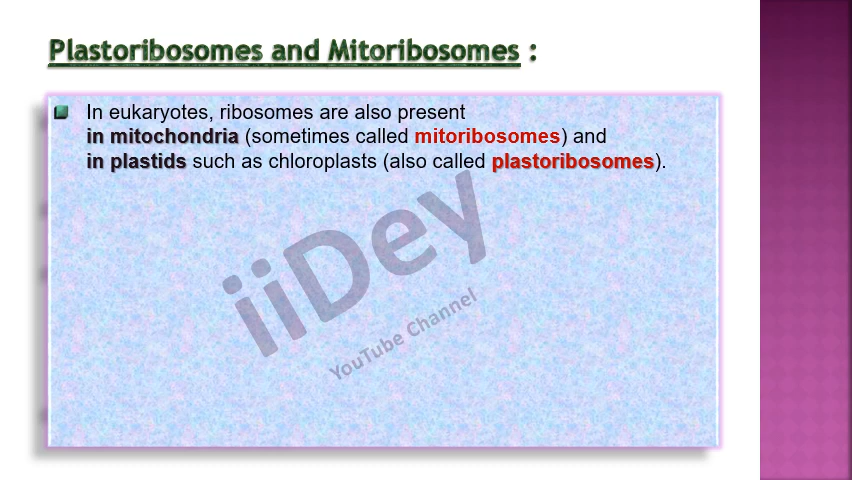 Plastoribosomes and Mitoribosomes :
In eukaryotes, ribosomes are also present
in mitochondria (sometimes called mitoribosomes) and
in plastids such as chloroplasts (also called plastoribosomes).
iiDey
YouTube Channel